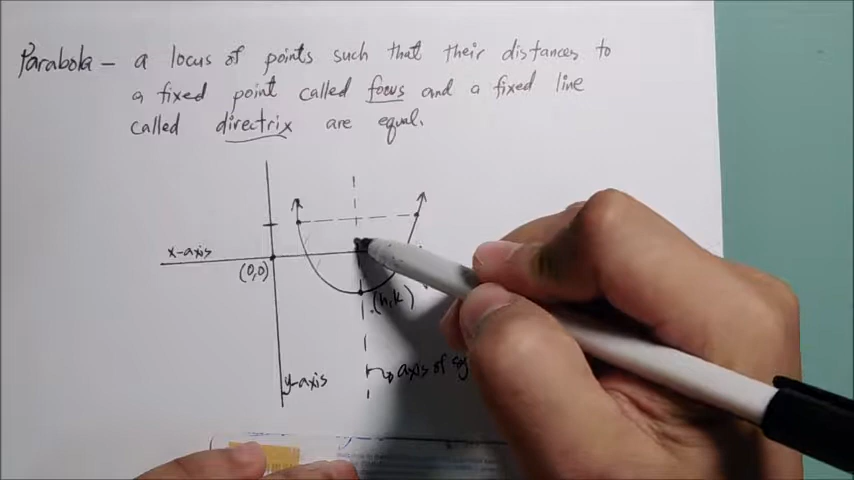 Parabola – a locus of points such that their distances to
a fixed point called focus and a fixed line
called directrix are equal.
x-axis
(0,0)
(h,k)
y-axis
axis of